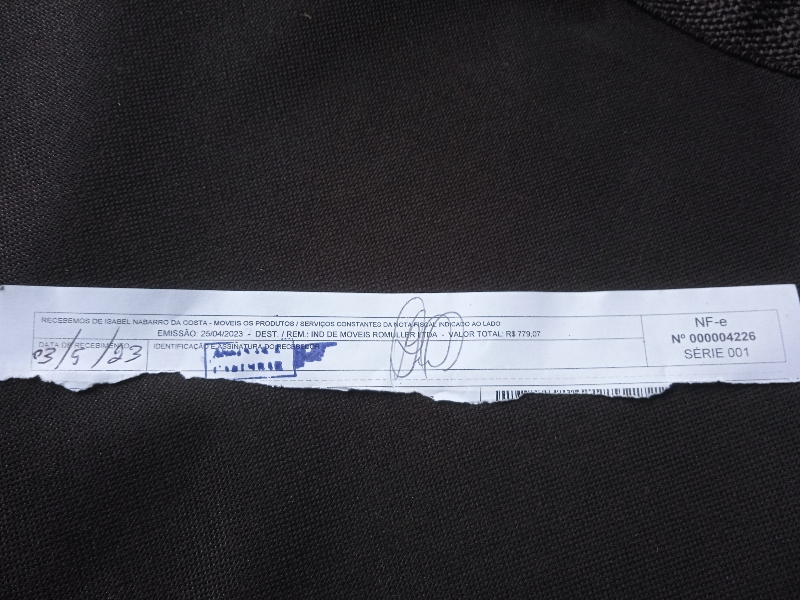 RECEBEMOS DE ISABEL NABARRO DA COSTA - MOVEIS OS PRODUTOS / SERVIÇOS CONSTANTES DA NOTA FISCAL INDICADO AO LADO
EMISSÃO: 25/04/2023 - DEST. / REM.: IND DE MOVEIS ROMULLER LTDA - VALOR TOTAL: R$ 779,07
DATA DE RECEBIMENTO
03/5/23
IDENTIFICAÇÃO E ASSINATURA DO RECEBEDOR
NF-e
Nº 000004226
SÉRIE 001